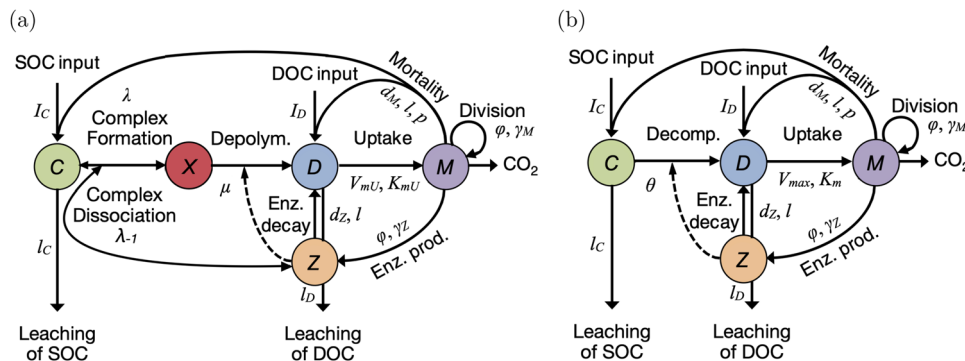 (a)
SOC input
DOC input
Mortality
d_M, l, p
Division
φ, γ_M
I_C
λ
Complex
Formation
Depolym.
I_D
Uptake
C
X
D
M
CO2
μ
V_mU, K_mU
Complex
Dissociation
λ-1
Enz.
decay
d_Z, l
φ, γ_Z
Enz. prod.
l_C
Z
l_D
Leaching
of SOC
Leaching
of DOC
(b)
SOC input
DOC input
Mortality
d_M, l, p
Division
φ, γ_M
I_C
Decomp.
I_D
Uptake
C
D
M
CO2
θ
V_max, K_m
Enz.
decay
d_Z, l
φ, γ_Z
Enz. prod.
l_C
Z
l_D
Leaching
of SOC
Leaching
of DOC